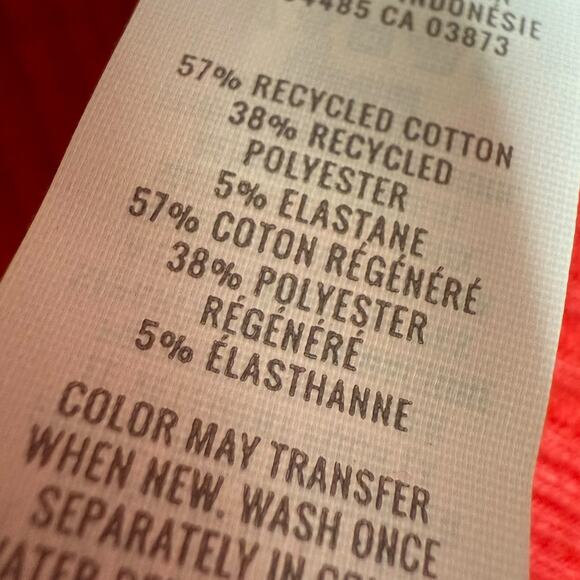 INDONÉSIE
CA 03873
57% RECYCLED COTTON
38% RECYCLED
POLYESTER
5% ELASTANE
57% COTON RÉGÉNÉRÉ
38% POLYESTER
RÉGÉNÉRÉ
5% ÉLASTHANNE
COLOR MAY TRANSFER
WHEN NEW. WASH ONCE
SEPARATELY IN